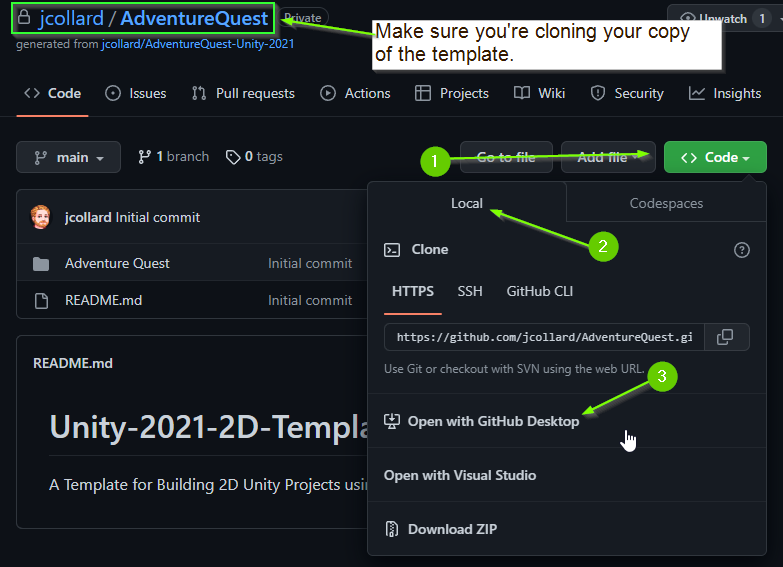 jcollard / AdventureQuest Private
Unwatch 1
generated from jcollard/AdventureQuest-Unity-2021
Make sure you're cloning your copy
of the template.
Code Issues Pull requests Actions Projects Wiki Security Insights
main 1 branch 0 tags
1
Go to file Add file Code
jcollard Initial commit
Local Codespaces
2
Adventure Quest Initial commit
Clone
README.md Initial commit
HTTPS SSH GitHub CLI
https://github.com/jcollard/AdventureQuest.gi
README.md
Use Git or checkout with SVN using the web URL.
3
Unity-2021-2D-Templa
Open with GitHub Desktop
A Template for Building 2D Unity Projects usin
Open with Visual Studio
Download ZIP